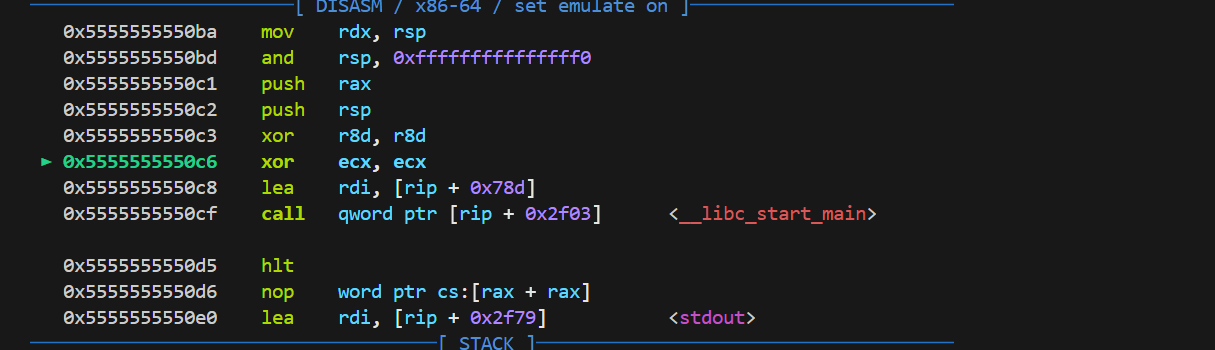 [ DISASM / x86-64 / set emulate on ]
0x5555555550ba mov rdx, rsp
0x5555555550bd and rsp, 0xfffffffffffffff0
0x5555555550c1 push rax
0x5555555550c2 push rsp
0x5555555550c3 xor r8d, r8d
► 0x5555555550c6 xor ecx, ecx
0x5555555550c8 lea rdi, [rip + 0x78d]
0x5555555550cf call qword ptr [rip + 0x2f03] <__libc_start_main>
0x5555555550d5 hlt
0x5555555550d6 nop word ptr cs:[rax + rax]
0x5555555550e0 lea rdi, [rip + 0x2f79] <stdout>
[ STACK ]